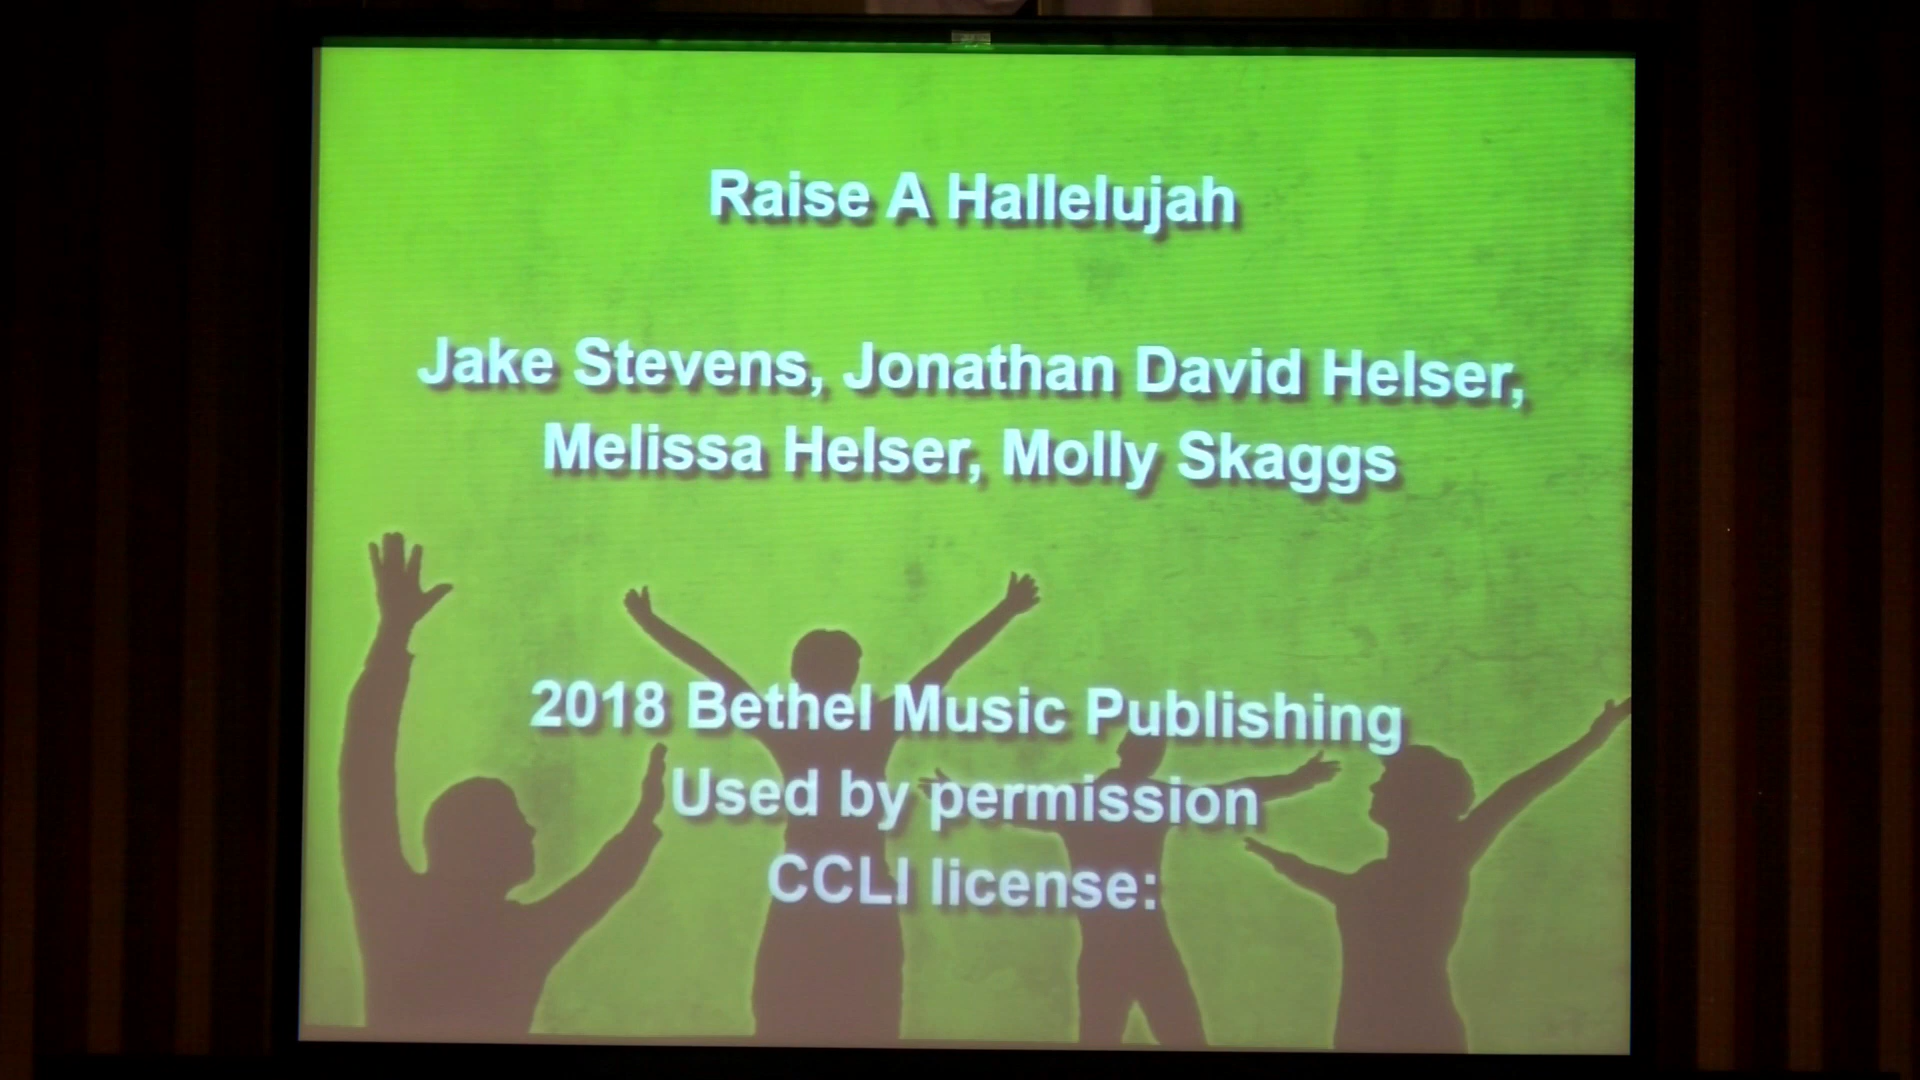 Raise A Hallelujah
Jake Stevens, Jonathan David Helser,
Melissa Helser, Molly Skaggs
2018 Bethel Music Publishing
Used by permission
CCLI license: